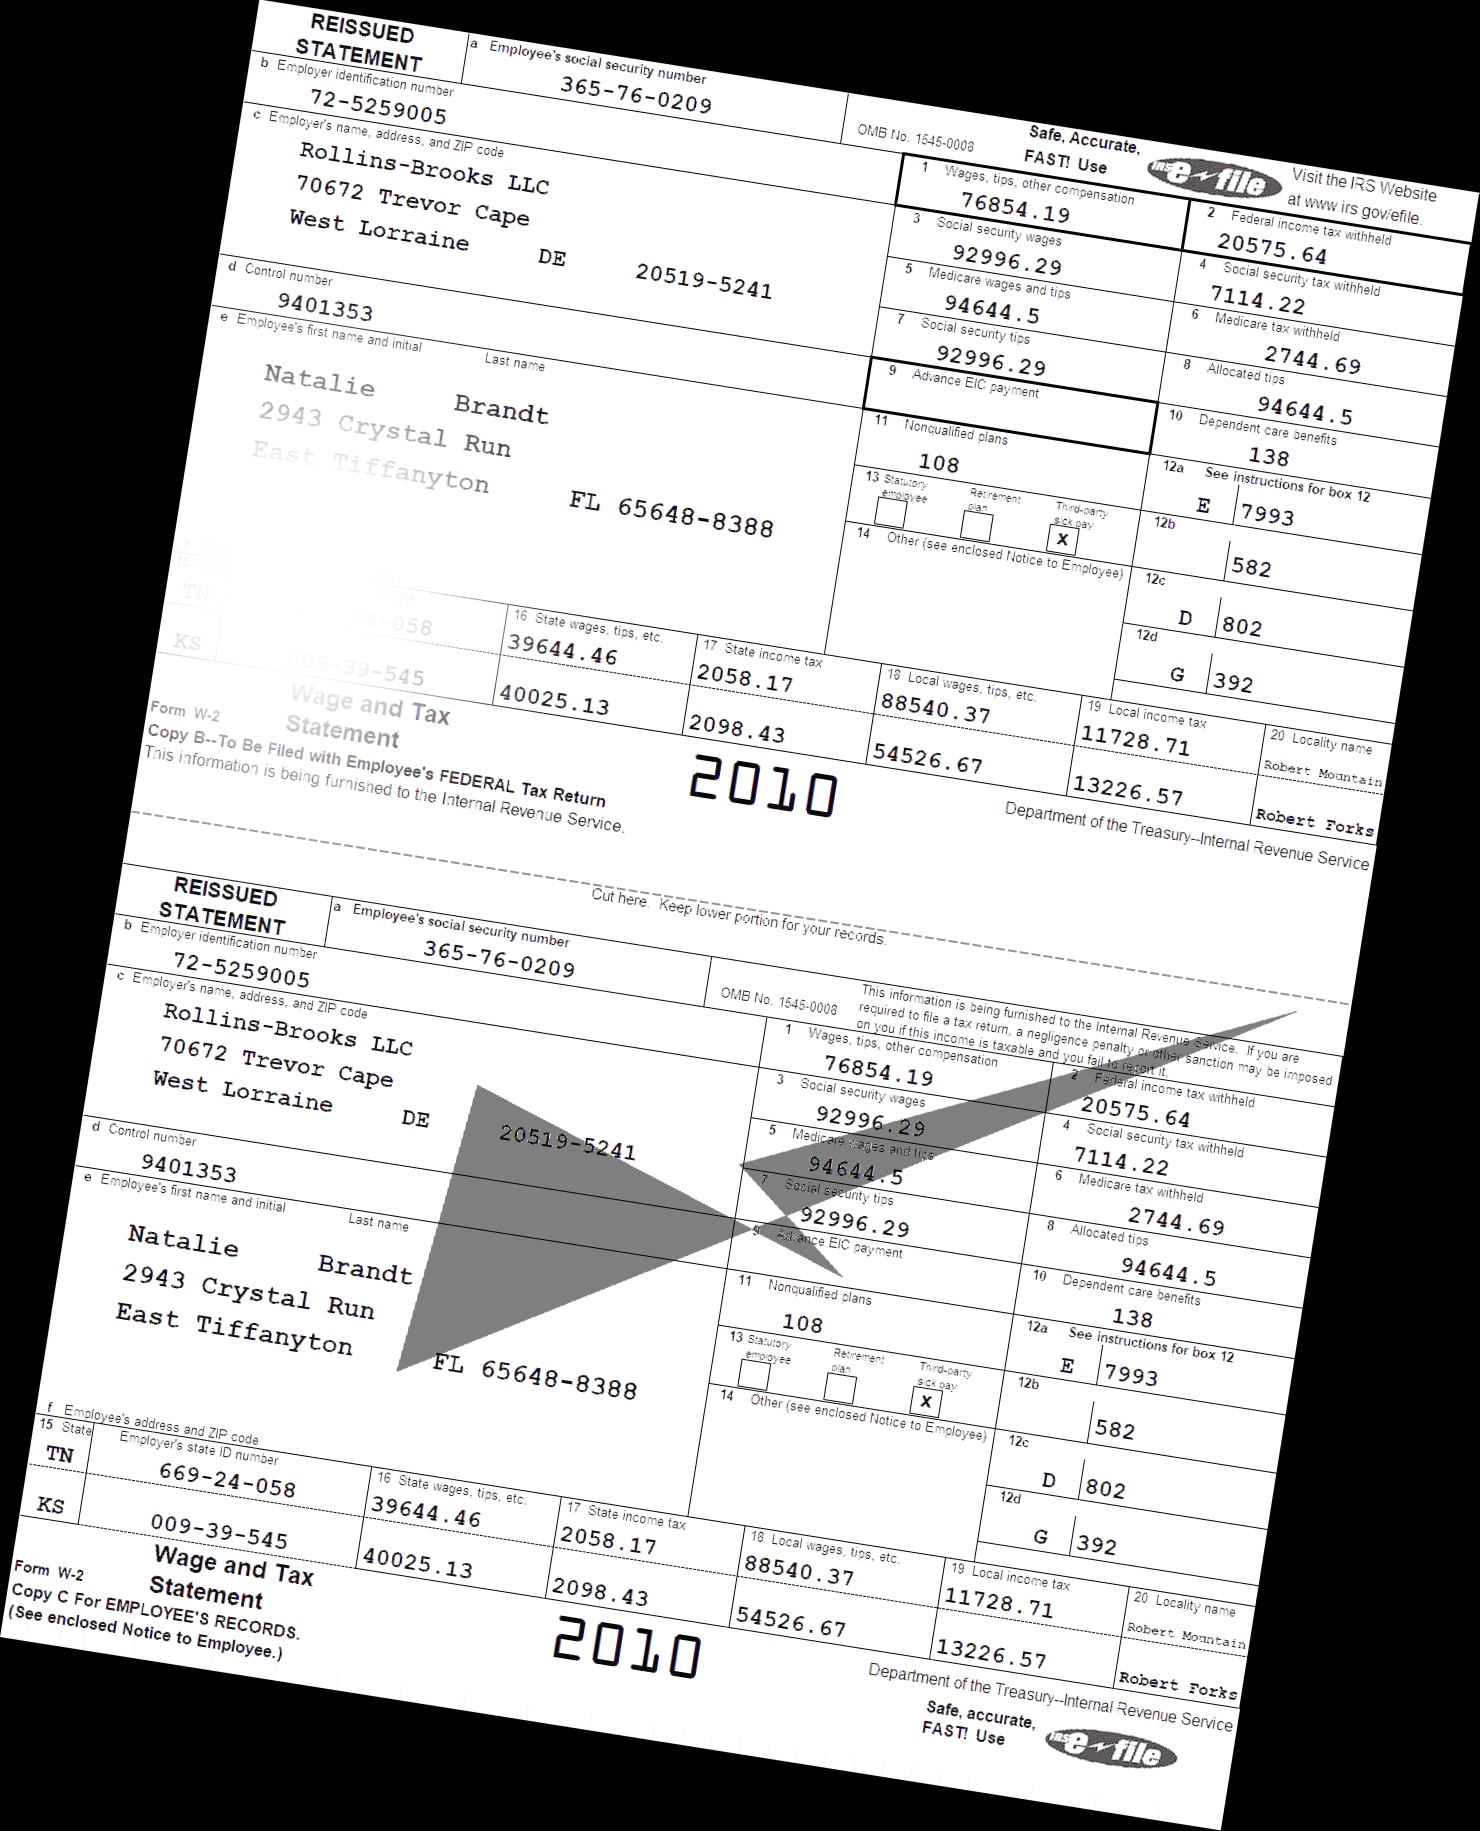 REISSUED
STATEMENT
a Employee's social security number
365-76-0209
OMB No. 1545-0008
Safe, Accurate,
FAST! Use
IRS e-file
Visit the IRS Website
at www irs gov/efile.
b Employer identification number
72-5259005
c Employer's name, address, and ZIP code
Rollins-Brooks LLC
70672 Trevor Cape
West Lorraine DE 20519-5241
1 Wages, tips, other compensation
76854.19
2 Federal income tax withheld
20575.64
3 Social security wages
92996.29
4 Social security tax withheld
7114.22
5 Medicare wages and tips
94644.5
6 Medicare tax withheld
2744.69
d Control number
9401353
7 Social security tips
92996.29
8 Allocated tips
94644.5
e Employee's first name and initial Last name
Natalie Brandt
2943 Crystal Run
East Tiffanyton
FL 65648-8388
9 Advance EIC payment
10 Dependent care benefits
138
11 Nonqualified plans
108
12a See instructions for box 12
E 7993
13 Statutory employee Retirement plan Third-party sick pay
X
12b
582
14 Other (see enclosed Notice to Employee)
12c
D 802
12d
G 392
15
TN
24-058
KS
009-39-545
16 State wages, tips, etc.
39644.46
40025.13
17 State income tax
2058.17
2098.43
18 Local wages, tips, etc.
88540.37
54526.67
19 Local income tax
11728.71
13226.57
20 Locality name
Robert Mountain
Robert Forks
Form W-2
Wage and Tax
Statement
2010
Copy B--To Be Filed with Employee's FEDERAL Tax Return
This information is being furnished to the Internal Revenue Service.
Department of the Treasury--Internal Revenue Service
Cut here. Keep lower portion for your records.
REISSUED
STATEMENT
a Employee's social security number
365-76-0209
OMB No. 1545-0008
This information is being furnished to the Internal Revenue Service. If you are
required to file a tax return, a negligence penalty or other sanction may be imposed
on you if this income is taxable and you fail to report it.
b Employer identification number
72-5259005
c Employer's name, address, and ZIP code
Rollins-Brooks LLC
70672 Trevor Cape
West Lorraine DE 20519-5241
1 Wages, tips, other compensation
76854.19
2 Federal income tax withheld
20575.64
3 Social security wages
92996.29
4 Social security tax withheld
7114.22
5 Medicare wages and tips
94644.5
6 Medicare tax withheld
2744.69
d Control number
9401353
7 Social security tips
92996.29
8 Allocated tips
94644.5
e Employee's first name and initial Last name
Natalie Brandt
2943 Crystal Run
East Tiffanyton
FL 65648-8388
9 Advance EIC payment
10 Dependent care benefits
138
11 Nonqualified plans
108
12a See instructions for box 12
E 7993
13 Statutory employee Retirement plan Third-party sick pay
X
12b
582
14 Other (see enclosed Notice to Employee)
12c
D 802
12d
G 392
f Employee's address and ZIP code
15 State Employer's state ID number
TN 669-24-058
KS 009-39-545
16 State wages, tips, etc.
39644.46
40025.13
17 State income tax
2058.17
2098.43
18 Local wages, tips, etc.
88540.37
54526.67
19 Local income tax
11728.71
13226.57
20 Locality name
Robert Mountain
Robert Forks
Form W-2
Wage and Tax
Statement
2010
Copy C For EMPLOYEE'S RECORDS.
(See enclosed Notice to Employee.)
Department of the Treasury--Internal Revenue Service
Safe, accurate,
FAST! Use
IRS e-file